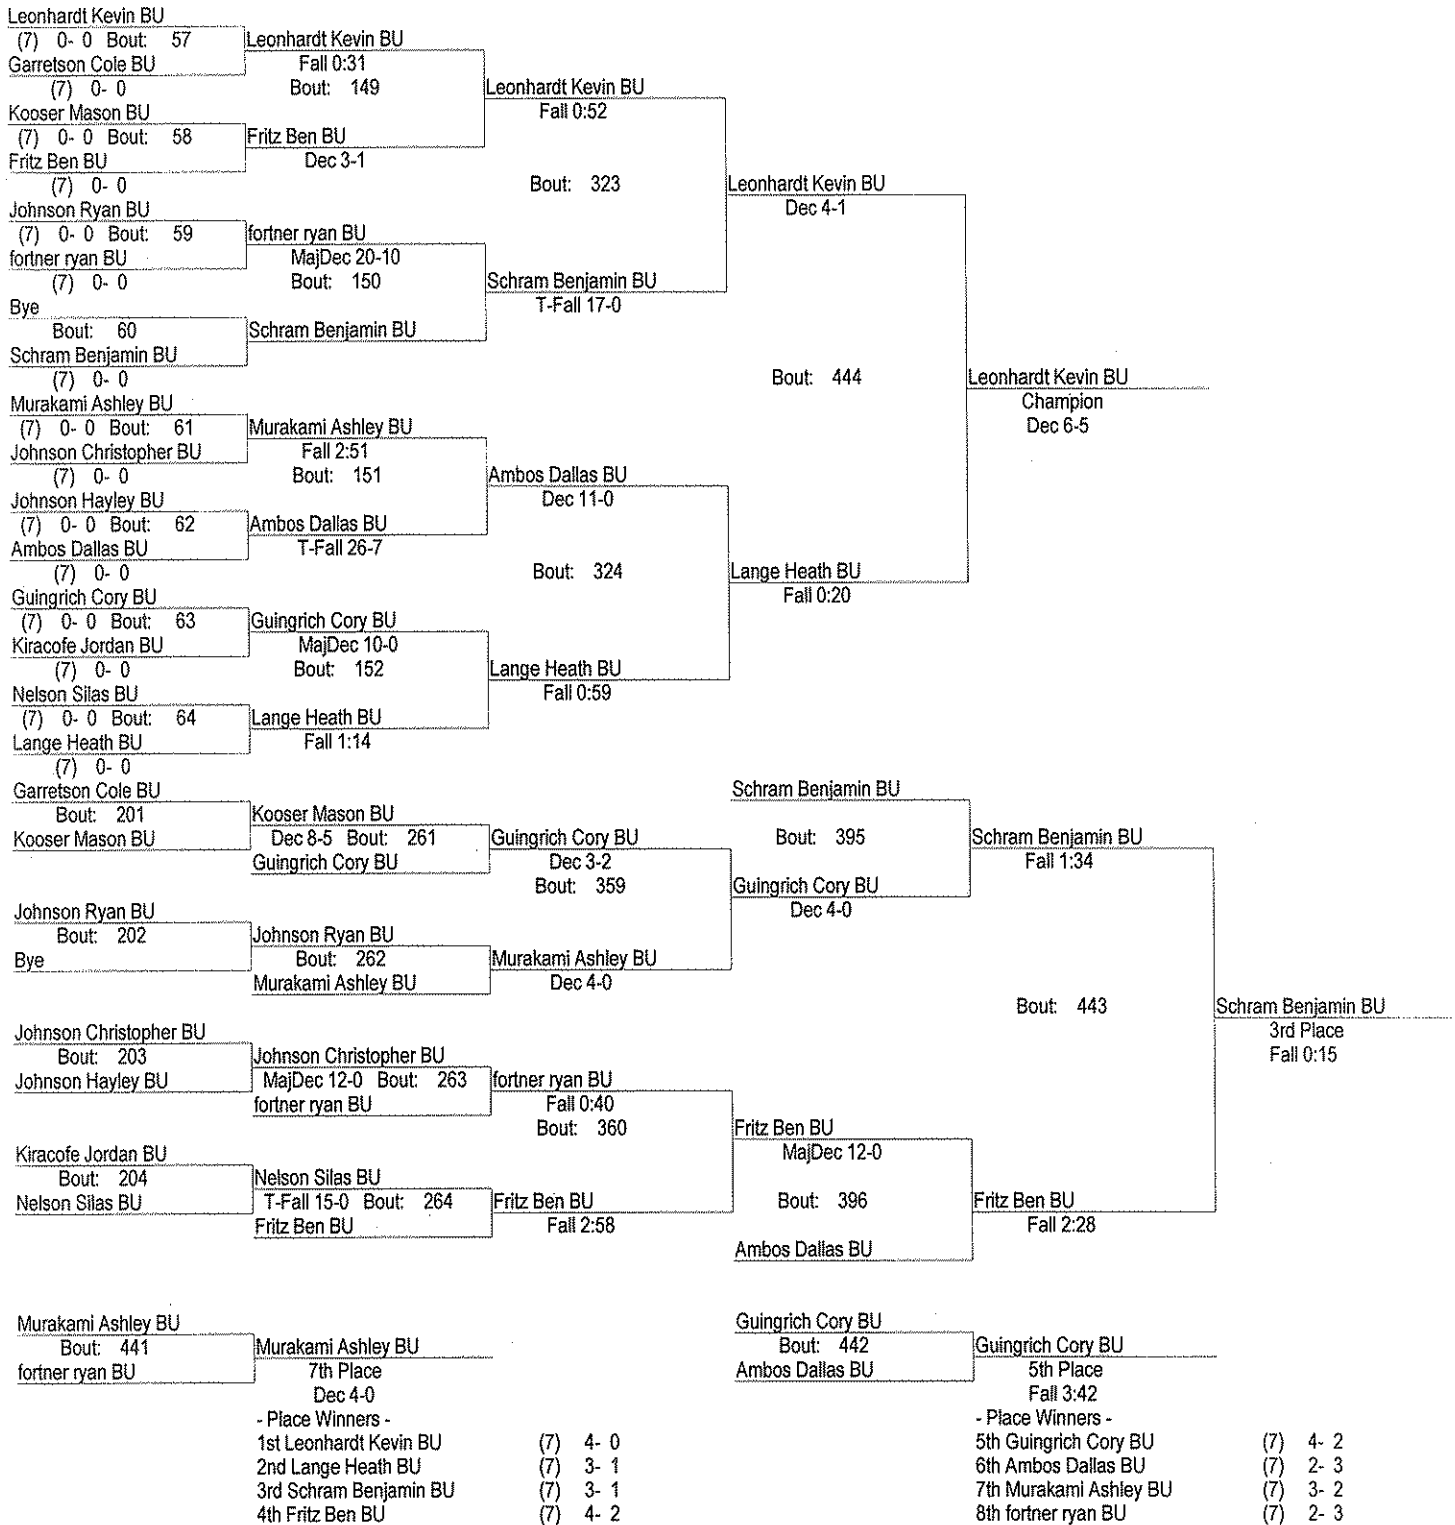 Leonhardt Kevin BU
(7) 0- 0 Bout: 57
Garretson Cole BU
(7) 0- 0
Kooser Mason BU
(7) 0- 0 Bout: 58
Fritz Ben BU
(7) 0- 0
Johnson Ryan BU
(7) 0- 0 Bout: 59
fortner ryan BU
(7) 0- 0
Bye
Bout: 60
Schram Benjamin BU
(7) 0- 0
Murakami Ashley BU
(7) 0- 0 Bout: 61
Johnson Christopher BU
(7) 0- 0
Johnson Hayley BU
(7) 0- 0 Bout: 62
Ambos Dallas BU
(7) 0- 0
Guingrich Cory BU
(7) 0- 0 Bout: 63
Kiracofe Jordan BU
(7) 0- 0
Nelson Silas BU
(7) 0- 0 Bout: 64
Lange Heath BU
(7) 0- 0
Leonhardt Kevin BU
Fall 0:31
Bout: 149
Fritz Ben BU
Dec 3-1
fortner ryan BU
MajDec 20-10
Bout: 150
Schram Benjamin BU
Murakami Ashley BU
Fall 2:51
Bout: 151
Ambos Dallas BU
T-Fall 26-7
Guingrich Cory BU
MajDec 10-0
Bout: 152
Lange Heath BU
Fall 1:14
Leonhardt Kevin BU
Fall 0:52
Bout: 323
Schram Benjamin BU
T-Fall 17-0
Ambos Dallas BU
Dec 11-0
Bout: 324
Lange Heath BU
Fall 0:59
Leonhardt Kevin BU
Dec 4-1
Bout: 444
Lange Heath BU
Fall 0:20
Leonhardt Kevin BU
Champion
Dec 6-5
Garretson Cole BU
Bout: 201
Kooser Mason BU
Johnson Ryan BU
Bout: 202
Bye
Johnson Christopher BU
Bout: 203
Johnson Hayley BU
Kiracofe Jordan BU
Bout: 204
Nelson Silas BU
Kooser Mason BU
Dec 8-5 Bout: 261
Guingrich Cory BU
Johnson Ryan BU
Bout: 262
Murakami Ashley BU
Johnson Christopher BU
MajDec 12-0 Bout: 263
fortner ryan BU
Nelson Silas BU
T-Fall 15-0 Bout: 264
Fritz Ben BU
Guingrich Cory BU
Dec 3-2
Bout: 359
Murakami Ashley BU
Dec 4-0
fortner ryan BU
Fall 0:40
Bout: 360
Fritz Ben BU
Fall 2:58
Schram Benjamin BU
Bout: 395
Guingrich Cory BU
Dec 4-0
Fritz Ben BU
MajDec 12-0
Bout: 396
Ambos Dallas BU
Schram Benjamin BU
Fall 1:34
Bout: 443
Fritz Ben BU
Fall 2:28
Schram Benjamin BU
3rd Place
Fall 0:15
Murakami Ashley BU
Bout: 441
fortner ryan BU
Murakami Ashley BU
7th Place
Dec 4-0
Guingrich Cory BU
Bout: 442
Ambos Dallas BU
Guingrich Cory BU
5th Place
Fall 3:42
- Place Winners -
1st Leonhardt Kevin BU (7) 4- 0
2nd Lange Heath BU (7) 3- 1
3rd Schram Benjamin BU (7) 3- 1
4th Fritz Ben BU (7) 4- 2
- Place Winners -
5th Guingrich Cory BU (7) 4- 2
6th Ambos Dallas BU (7) 2- 3
7th Murakami Ashley BU (7) 3- 2
8th fortner ryan BU (7) 2- 3